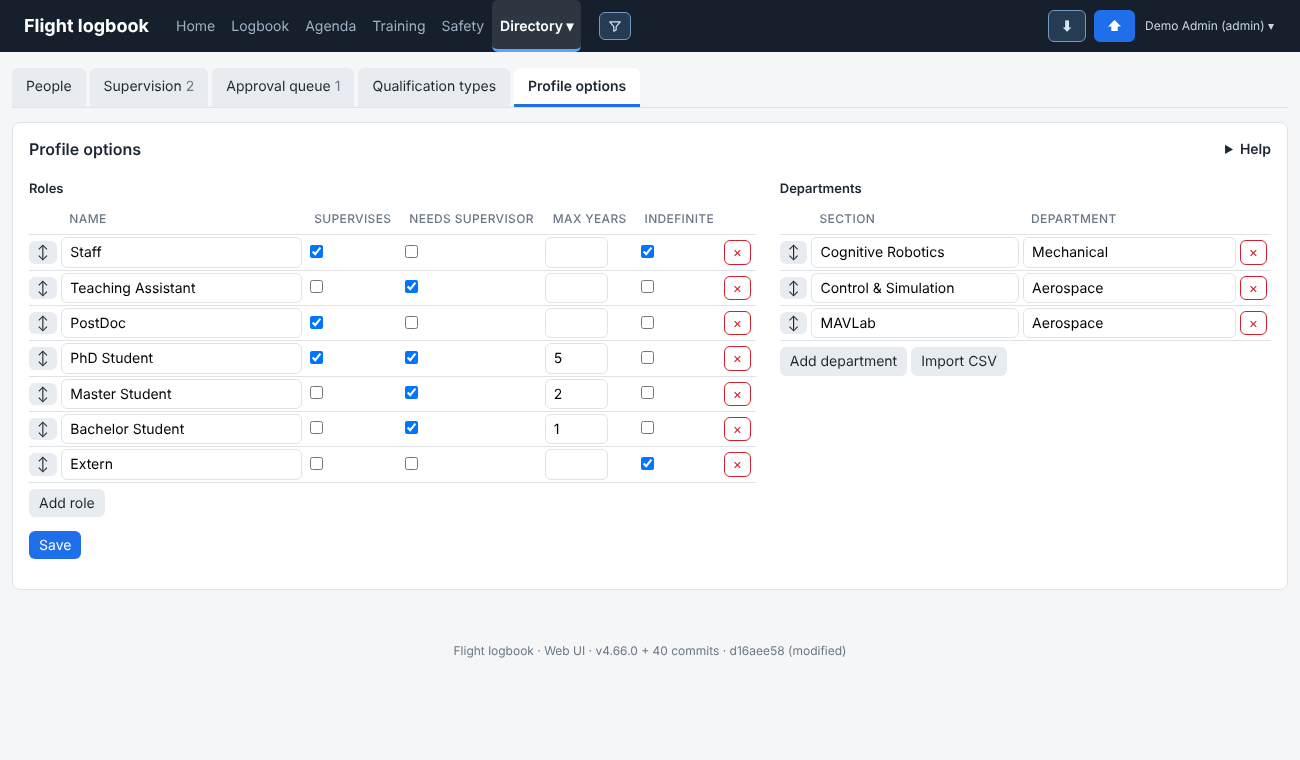 Flight logbook Home Logbook Agenda Training Safety Directory ▾ Demo Admin (admin) ▾
People Supervision 2 Approval queue 1 Qualification types Profile options
Profile options
▶ Help
Roles
NAME SUPERVISES NEEDS SUPERVISOR MAX YEARS INDEFINITE
Staff
Teaching Assistant
PostDoc
PhD Student 5
Master Student 2
Bachelor Student 1
Extern
Add role
Save
Departments
SECTION DEPARTMENT
Cognitive Robotics Mechanical
Control & Simulation Aerospace
MAVLab Aerospace
Add department Import CSV
Flight logbook · Web UI · v4.66.0 + 40 commits · d16aee58 (modified)